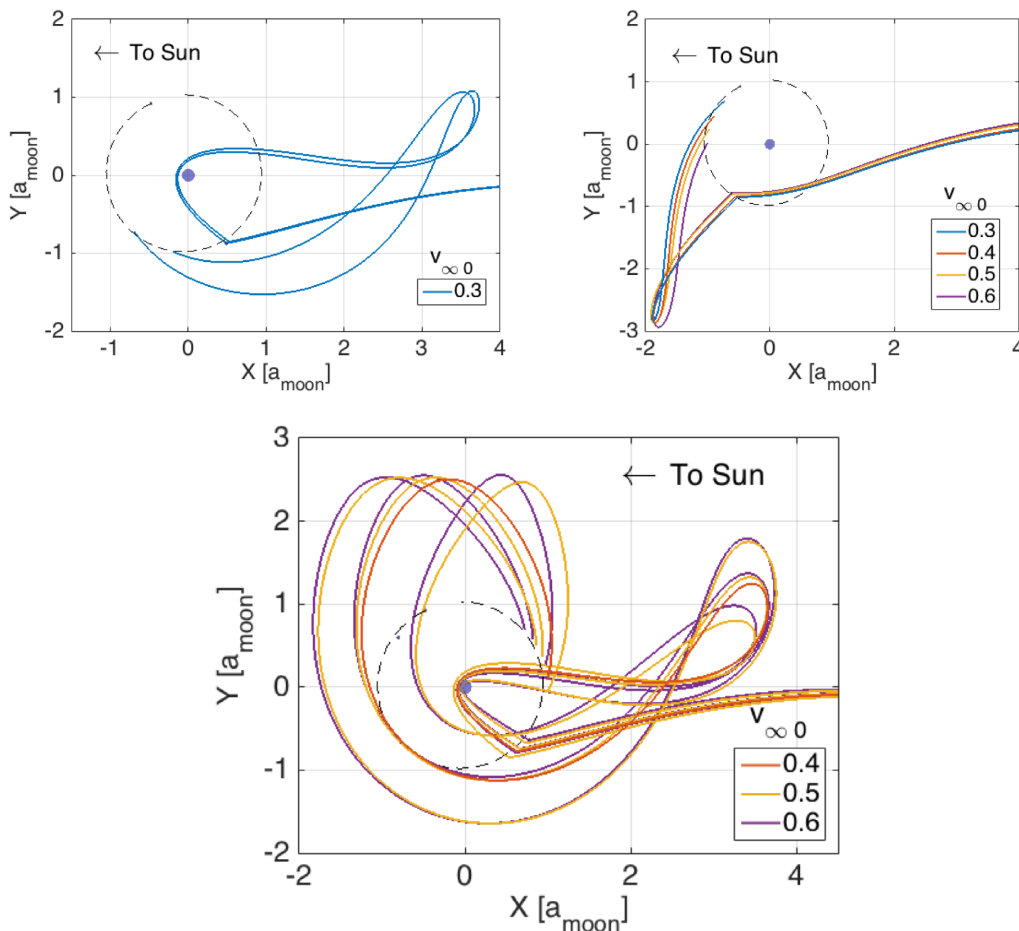 2
1
0
-1
-2
Y [a_moon]
← To Sun
v_∞ 0
0.3
-1 0 1 2 3 4
X [a_moon]
2
1
0
-1
-2
-3
Y [a_moon]
← To Sun
v_∞ 0
0.3
0.4
0.5
0.6
-2 0 2 4
X [a_moon]
3
2
1
0
-1
-2
Y [a_moon]
← To Sun
v_∞ 0
0.4
0.5
0.6
-2 0 2 4
X [a_moon]